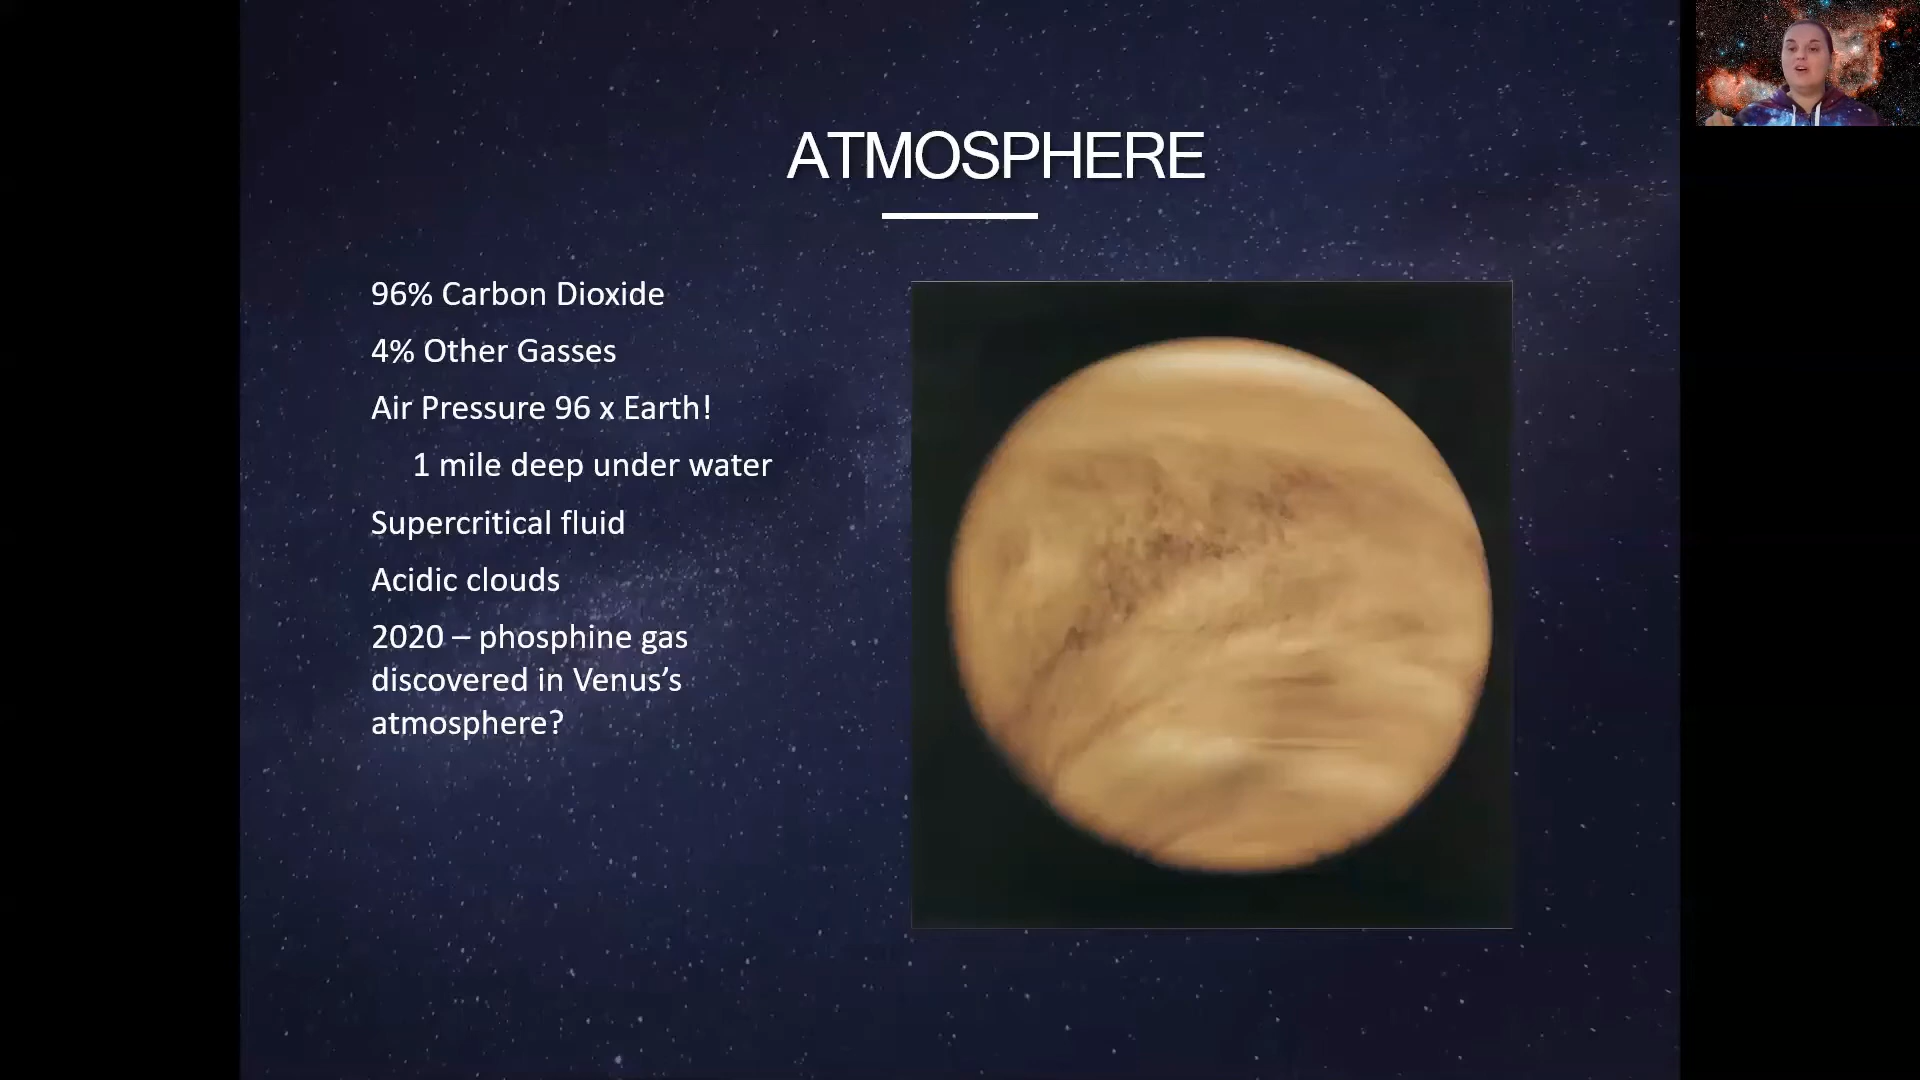 ATMOSPHERE
96% Carbon Dioxide
4% Other Gasses
Air Pressure 96 x Earth!
1 mile deep under water
Supercritical fluid
Acidic clouds
2020 – phosphine gas
discovered in Venus’s
atmosphere?